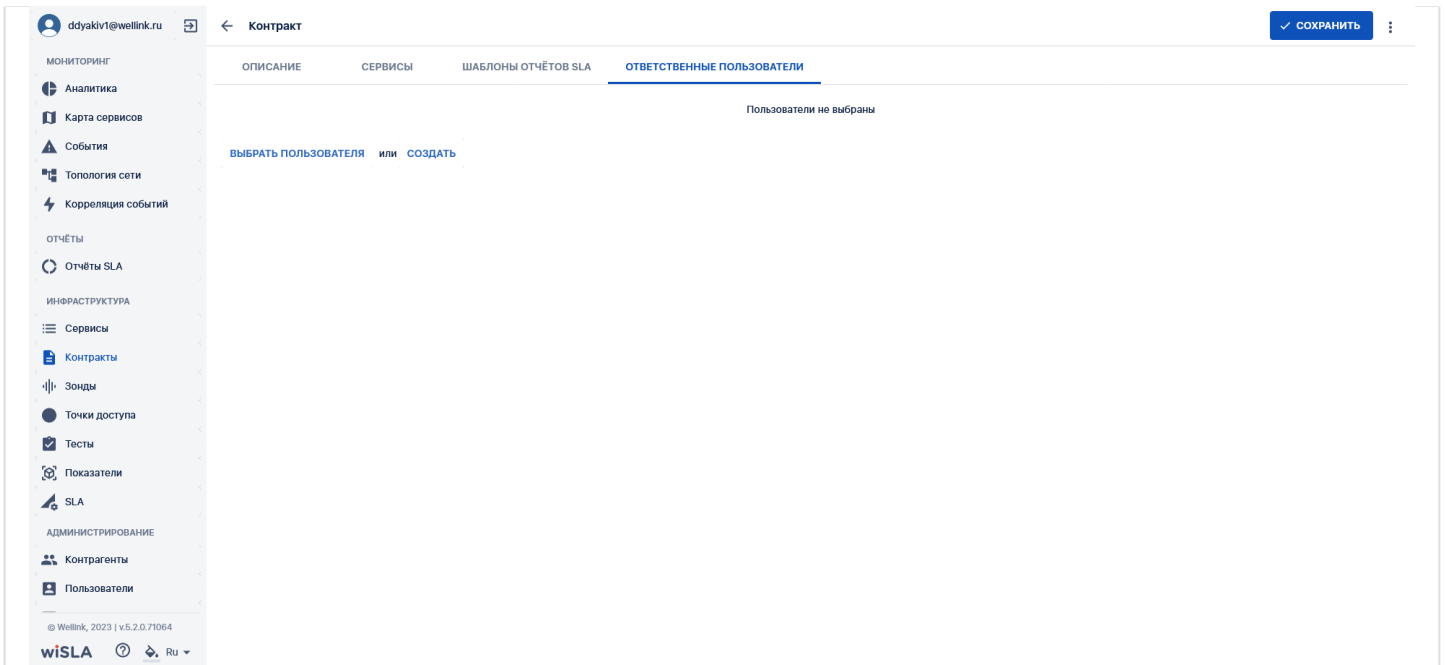 ddyakiv1@wellink.ru
Контракт
СОХРАНИТЬ
МОНИТОРИНГ
Аналитика
Карта сервисов
События
Топология сети
Корреляция событий
ОТЧЁТЫ
Отчёты SLA
ИНФРАСТРУКТУРА
Сервисы
Контракты
Зонды
Точки доступа
Тесты
Показатели
SLA
АДМИНИСТРИРОВАНИЕ
Контрагенты
Пользователи
© Wellink, 2023 | v.5.2.0.71064
wiSLA Ru
ОПИСАНИЕ СЕРВИСЫ ШАБЛОНЫ ОТЧЁТОВ SLA ОТВЕТСТВЕННЫЕ ПОЛЬЗОВАТЕЛИ
Пользователи не выбраны
ВЫБРАТЬ ПОЛЬЗОВАТЕЛЯ или СОЗДАТЬ